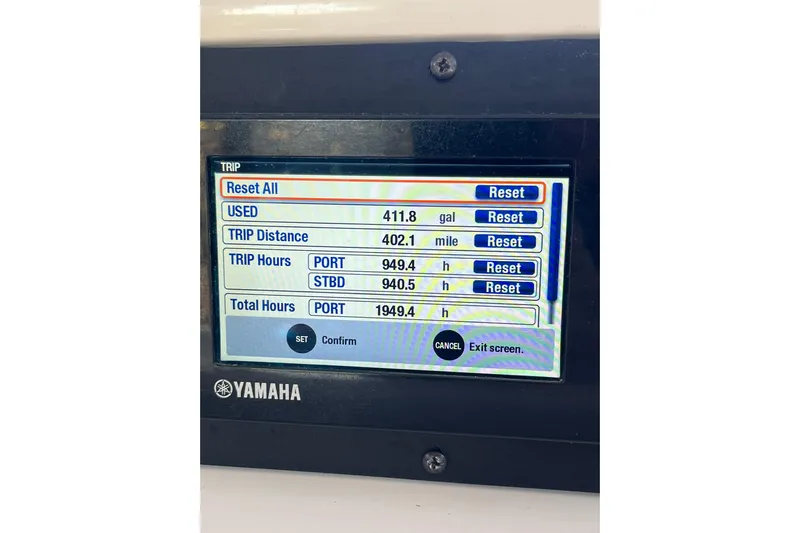 TRIP
Reset All Reset
USED 411.8 gal Reset
TRIP Distance 402.1 mile Reset
TRIP Hours PORT 949.4 h Reset
STBD 940.5 h Reset
Total Hours PORT 1949.4 h
SET Confirm CANCEL Exit screen.
YAMAHA